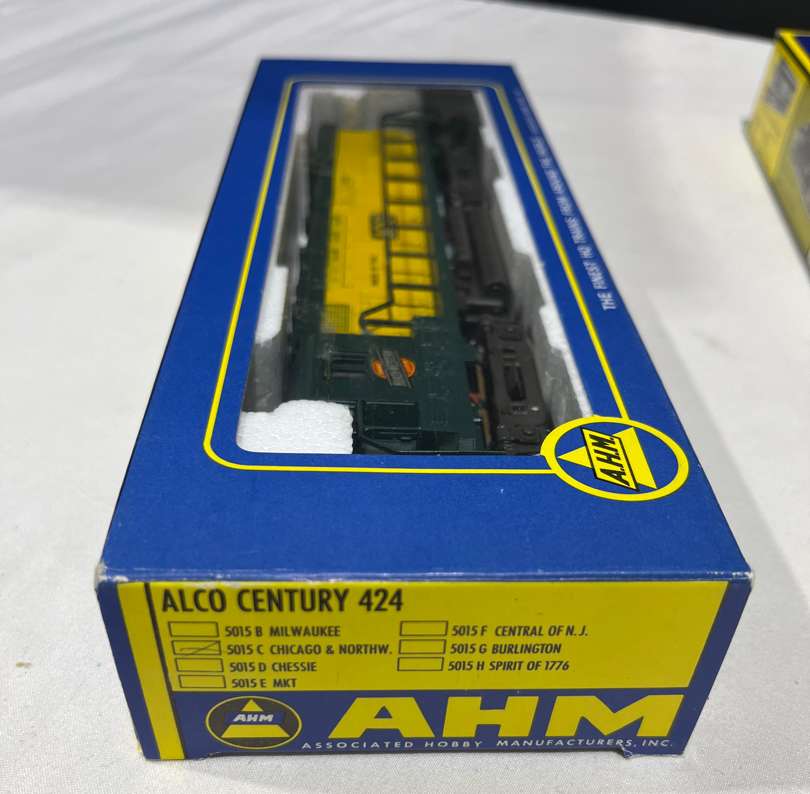 THE FINEST HO TRAINS FROM AROUND THE WORLD
A.H.M.
ALCO CENTURY 424
5015 B MILWAUKEE
5015 C CHICAGO & NORTHW.
5015 D CHESSIE
5015 E MKT
5015 F CENTRAL OF N. J.
5015 G BURLINGTON
5015 H SPIRIT OF 1776
AHM
AHM
ASSOCIATED HOBBY MANUFACTURERS, INC.